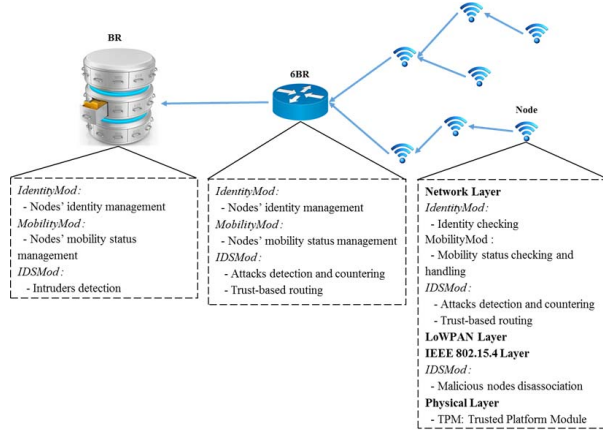 BR
6BR
Node
IdentityMod:
- Nodes' identity management
MobilityMod:
- Nodes' mobility status
management
IDSMod:
- Intruders detection
IdentityMod:
- Nodes' identity management
MobilityMod:
- Nodes' mobility status management
IDSMod:
- Attacks detection and countering
- Trust-based routing
Network Layer
IdentityMod:
- Identity checking
MobilityMod :
- Mobility status checking and
handling
IDSMod:
- Attacks detection and countering
- Trust-based routing
LoWPAN Layer
IEEE 802.15.4 Layer
IDSMod:
- Malicious nodes disassociation
Physical Layer
- TPM: Trusted Platform Module